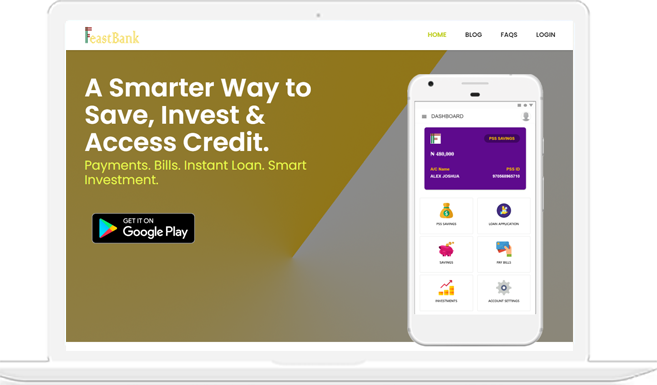 FeastBank
HOME BLOG FAQS LOGIN
A Smarter Way to
Save, Invest &
Access Credit.
Payments. Bills. Instant Loan. Smart
Investment.
GET IT ON
Google Play
DASHBOARD
PSS SAVINGS
₦ 480,000
A/C Name PSS ID
ALEX JOSHUA 970560965710
PSS SAVINGS LOAN APPLICATION
SAVINGS PAY BILLS
INVESTMENTS ACCOUNT SETTINGS